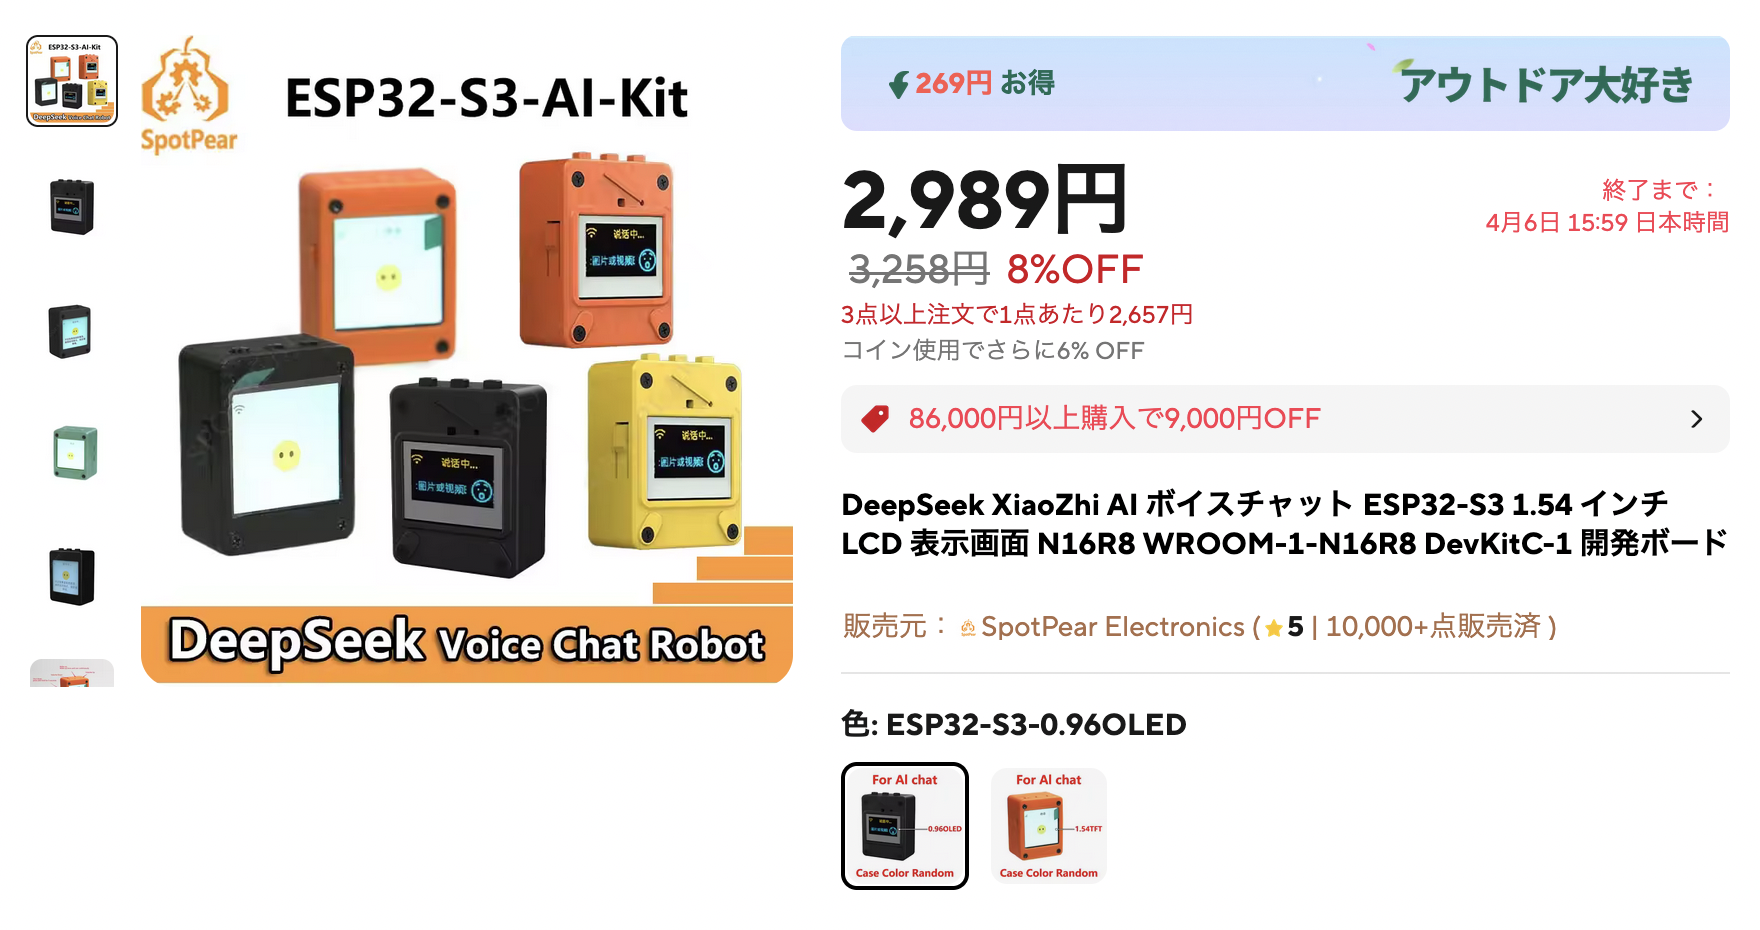 ESP32-S3-AI-Kit
DeepSeek Voice Chat Robot
SpotPear
ESP32-S3-AI-Kit
说话中...
:图片或视频
说话中...
:图片或视频
说话中...
:图片或视频
DeepSeek Voice Chat Robot
269円 お得
アウトドア大好き
2,989円
終了まで：
4月6日 15:59 日本時間
3,258円 8%OFF
3点以上注文で1点あたり2,657円
コイン使用でさらに6% OFF
86,000円以上購入で9,000円OFF
DeepSeek XiaoZhi AI ボイスチャット ESP32-S3 1.54 インチ
LCD 表示画面 N16R8 WROOM-1-N16R8 DevKitC-1 開発ボード
販売元： SpotPear Electronics ( 5 | 10,000+点販売済 )
色: ESP32-S3-0.96OLED
For AI chat
0.96OLED
Case Color Random
For AI chat
1.54TFT
Case Color Random